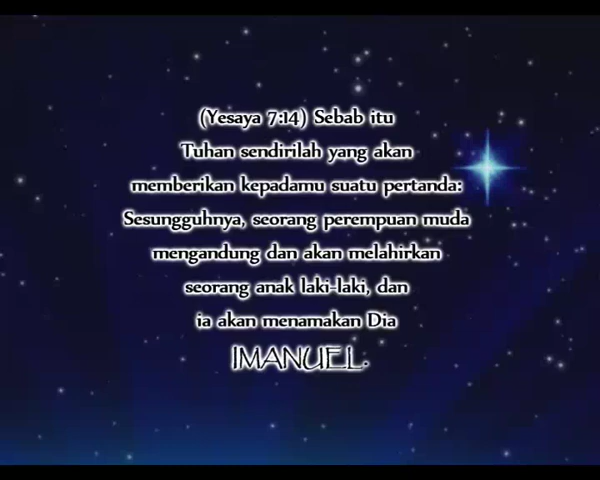 (Yesaya 7:14) Sebab itu
Tuhan sendirilah yang akan
memberikan kepadamu suatu pertanda:
Sesungguhnya, seorang perempuan muda
mengandung dan akan melahirkan
seorang anak laki-laki, dan
ia akan menamakan Dia
IMANUEL.